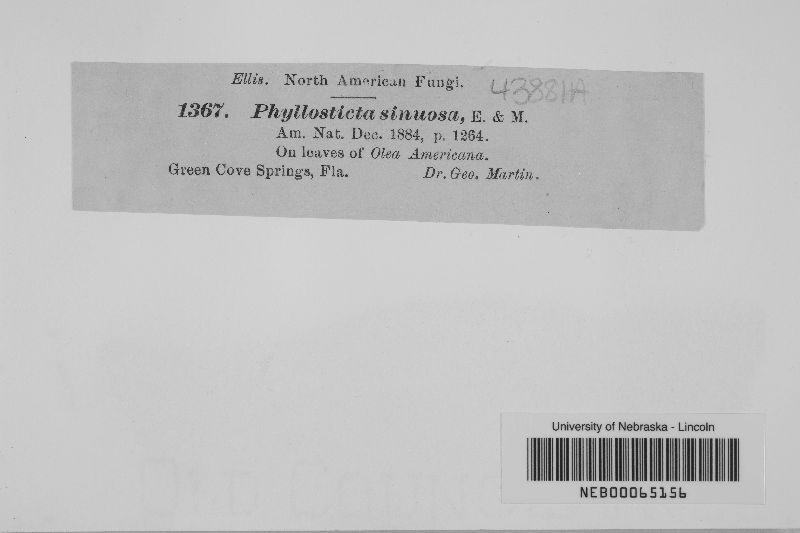 Ellis. North American Fungi. 43881A
1367. Phyllosticta sinuosa, E. & M.
Am. Nat. Dec. 1884, p. 1264.
On leaves of Olea Americana.
Green Cove Springs, Fla. Dr. Geo. Martin.
University of Nebraska - Lincoln
NEB00065156